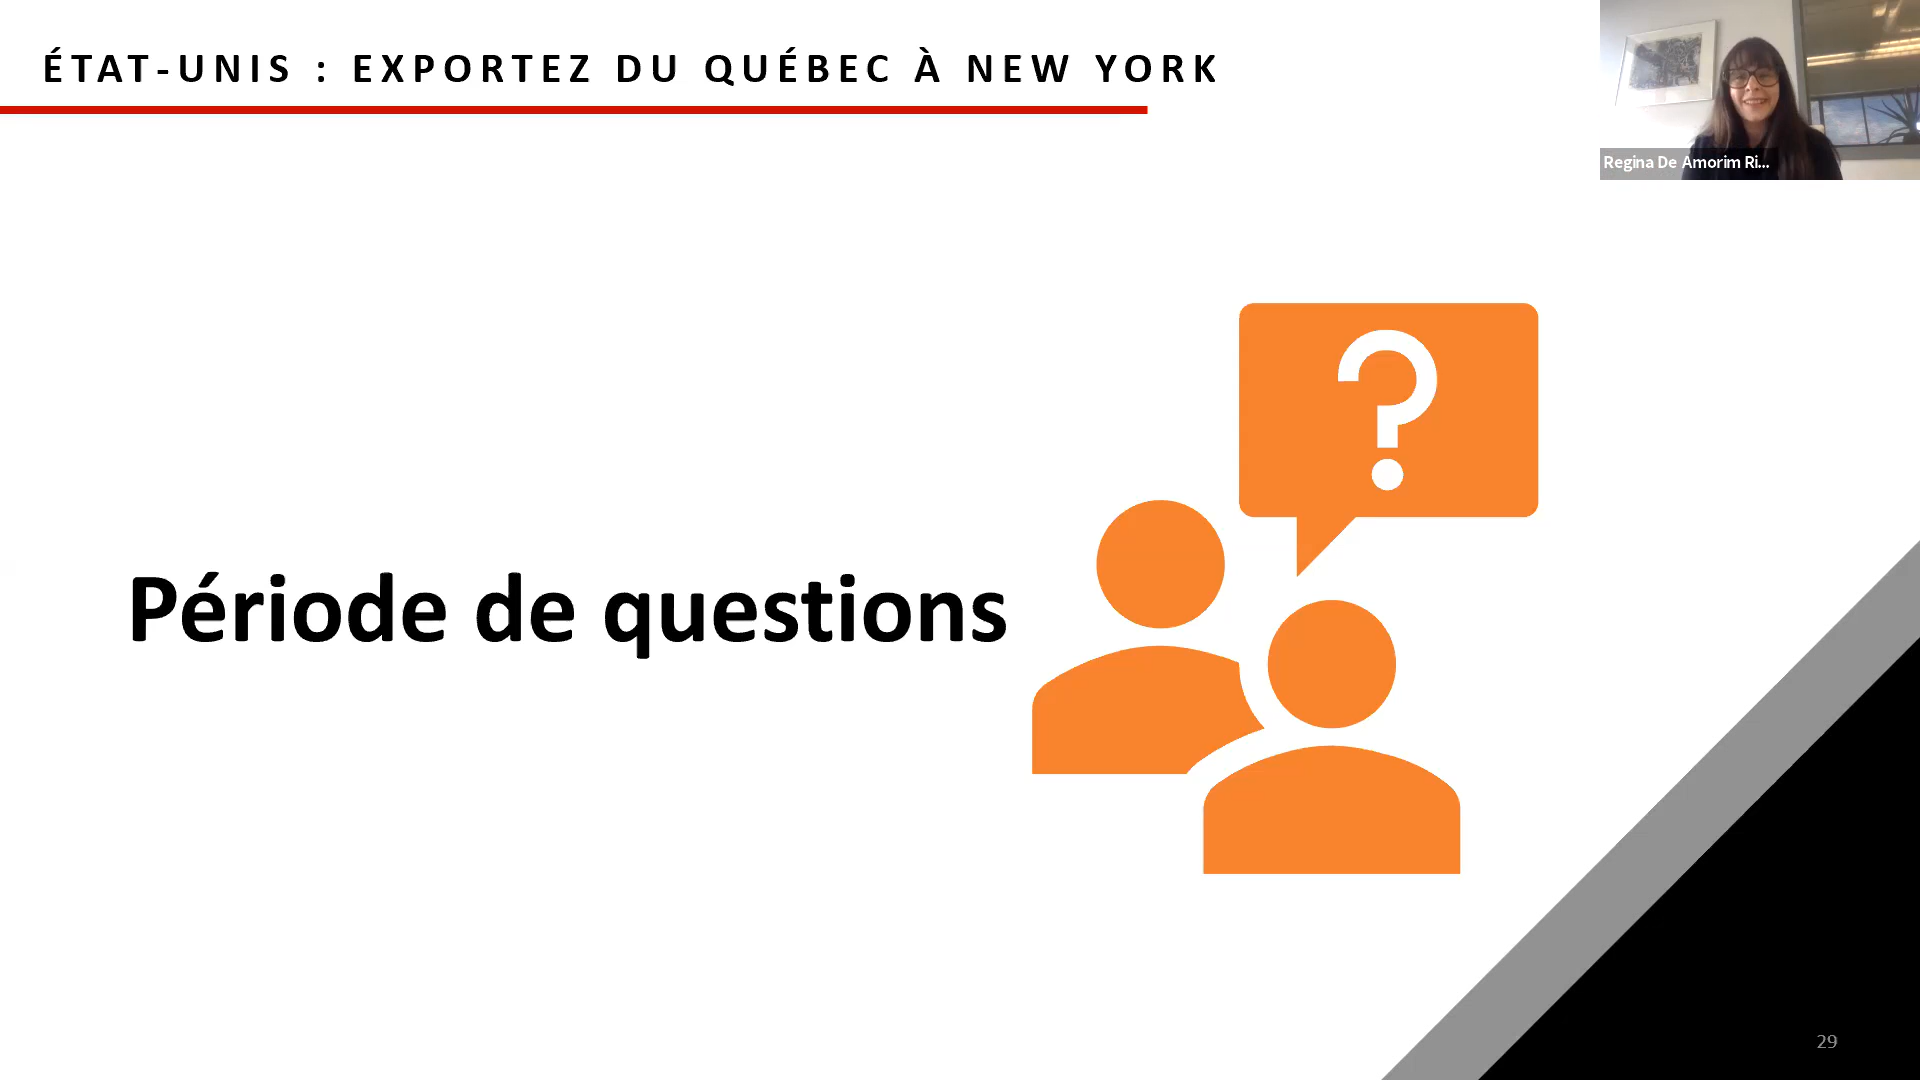 ÉTAT-UNIS : EXPORTEZ DU QUÉBEC À NEW YORK
Regina De Amorim Ri...
?
Période de questions
29